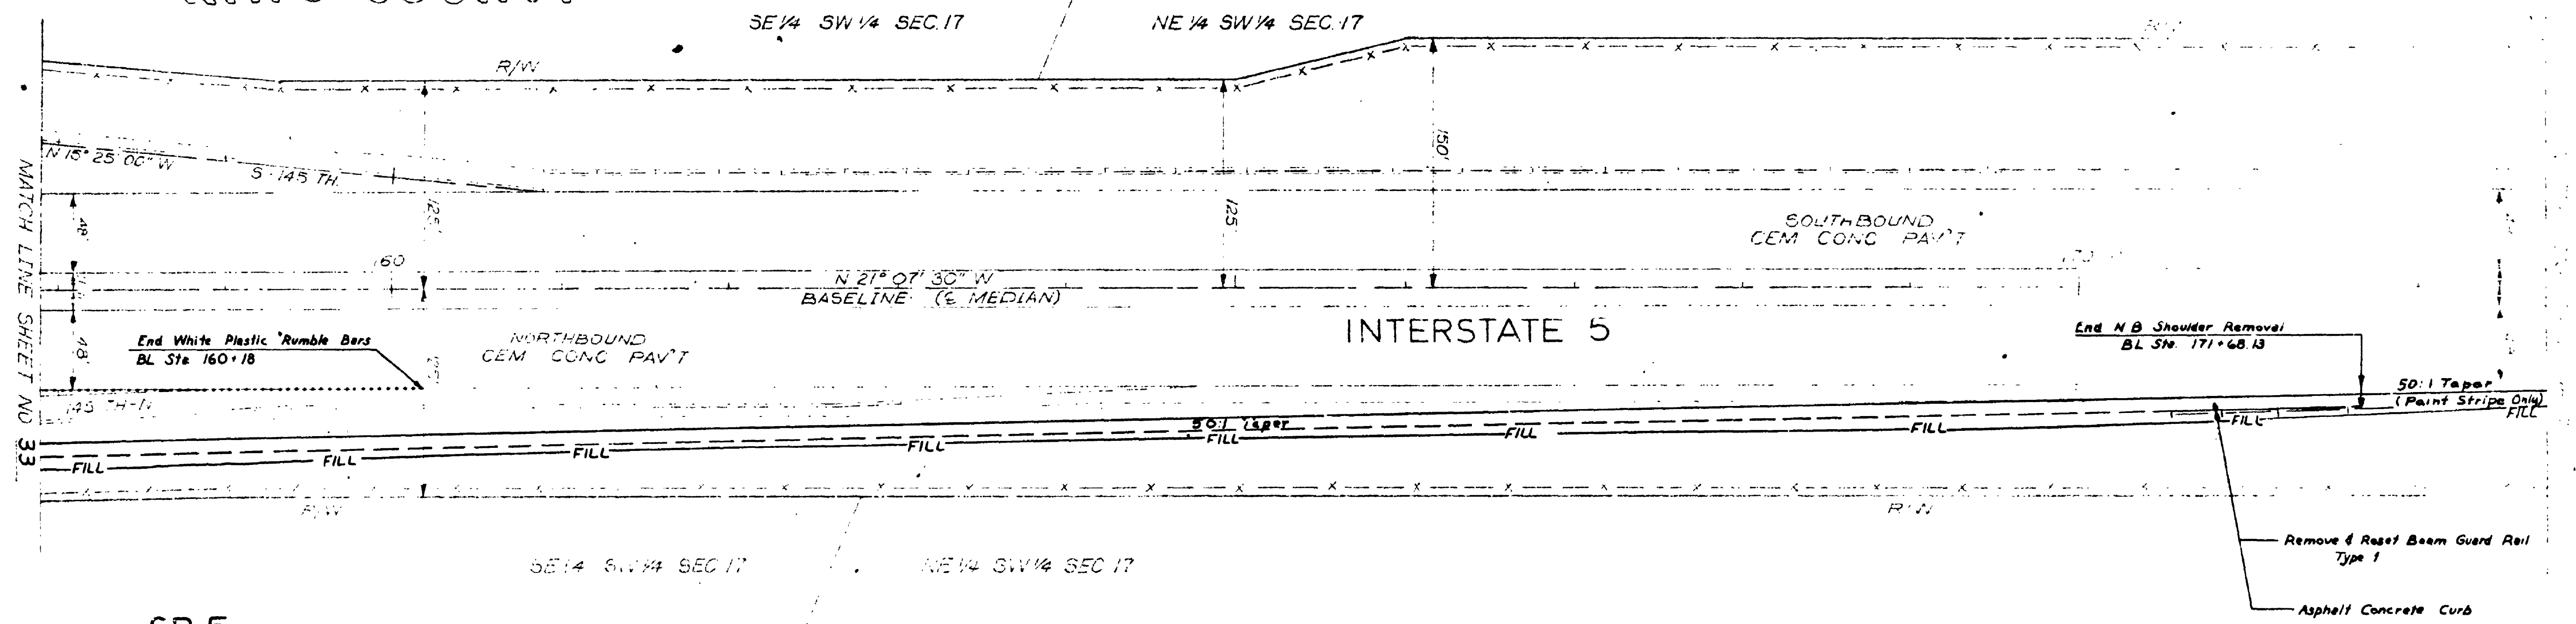 SE 1/4 SW 1/4 SEC. 17
NE 1/4 SW 1/4 SEC. 17
R/W
R/W
N 15° 25' 00" W
S-145 TH.
MATCH LINE SHEET NO 33
48'
125'
125'
150'
SOUTHBOUND
CEM CONC PAV'T
160
170
N 21° 07' 30" W
BASELINE (℄ MEDIAN)
INTERSTATE 5
End White Plastic Rumble Bars
BL Sta 160+18
48'
NORTHBOUND
CEM CONC PAV'T
125'
End N B Shoulder Removal
BL Sta. 171+68.13
145 TH-N
50:1 Taper
(Paint Stripe Only)
FILL
50:1 Taper
FILL FILL FILL FILL FILL FILL FILL FILL
R/W
R/W
Remove & Reset Beam Guard Rail
Type 1
SE 1/4 SW 1/4 SEC 17
NE 1/4 SW 1/4 SEC 17
Asphalt Concrete Curb